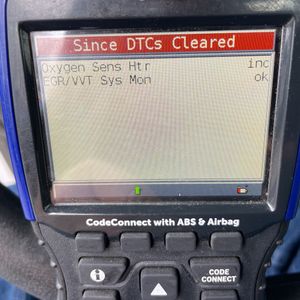 Since DTCs Cleared
Oxygen Sens Htr inc
EGR/VVT Sys Mon ok
CodeConnect with ABS & Airbag
i
CODE
CONNECT